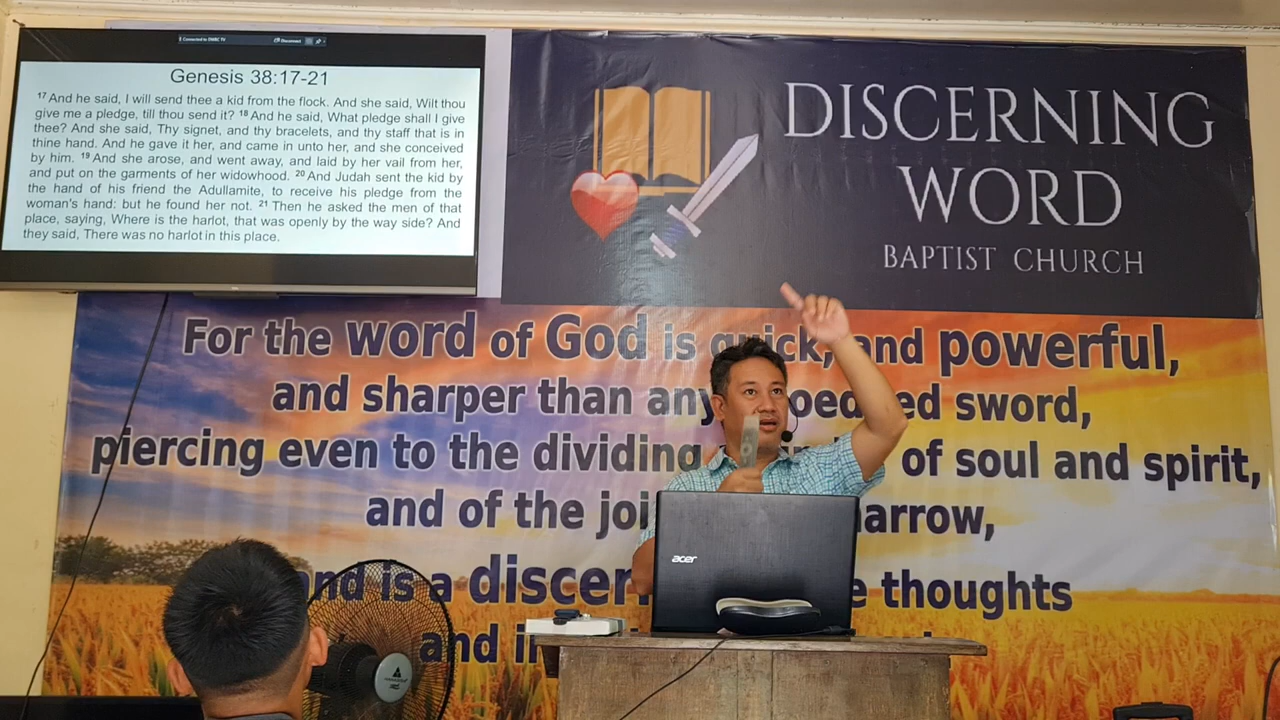 Connected to DWBC TV
Disconnect
Genesis 38:17-21
17 And he said, I will send thee a kid from the flock. And she said, Wilt thou
give me a pledge, till thou send it? 18 And he said, What pledge shall I give
thee? And she said, Thy signet, and thy bracelets, and thy staff that is in
thine hand. And he gave it her, and came in unto her, and she conceived
by him. 19 And she arose, and went away, and laid by her vail from her,
and put on the garments of her widowhood. 20 And Judah sent the kid by
the hand of his friend the Adullamite, to receive his pledge from the
woman's hand: but he found her not. 21 Then he asked the men of that
place, saying, Where is the harlot, that was openly by the way side? And
they said, There was no harlot in this place.
DISCERNING
WORD
BAPTIST CHURCH
For the word of God is quick, and powerful,
and sharper than any ed sword,
piercing even to the dividing of soul and spirit,
and of the
and is a thoughts
and
acer